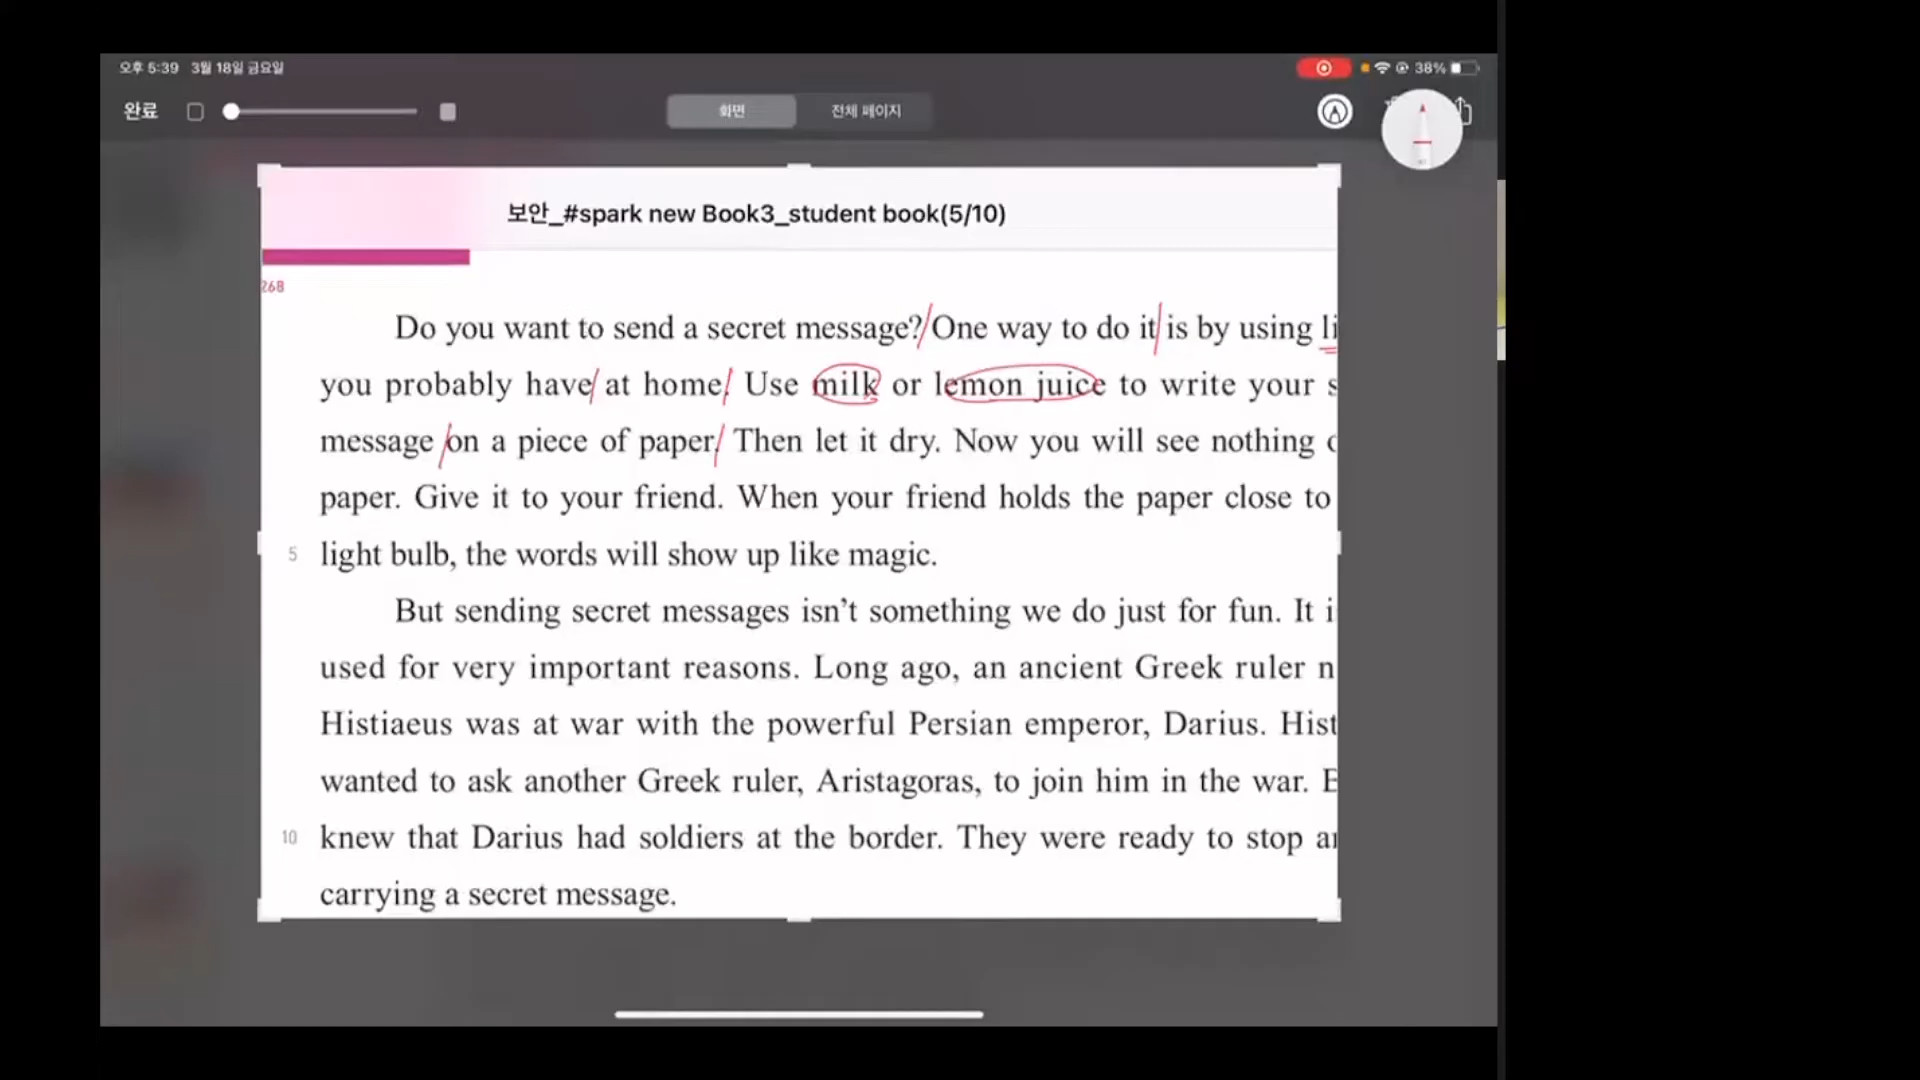 오후 5:39 3월 18일 금요일 38%
완료 화면 전체 페이지
보안_#spark new Book3_student book(5/10)
268
Do you want to send a secret message? One way to do it is by using li
you probably have at home. Use milk or lemon juice to write your s
message on a piece of paper. Then let it dry. Now you will see nothing
paper. Give it to your friend. When your friend holds the paper close to
5 light bulb, the words will show up like magic.
But sending secret messages isn't something we do just for fun. It i
used for very important reasons. Long ago, an ancient Greek ruler n
Histiaeus was at war with the powerful Persian emperor, Darius. Hist
wanted to ask another Greek ruler, Aristagoras, to join him in the war.
10 knew that Darius had soldiers at the border. They were ready to stop a
carrying a secret message.